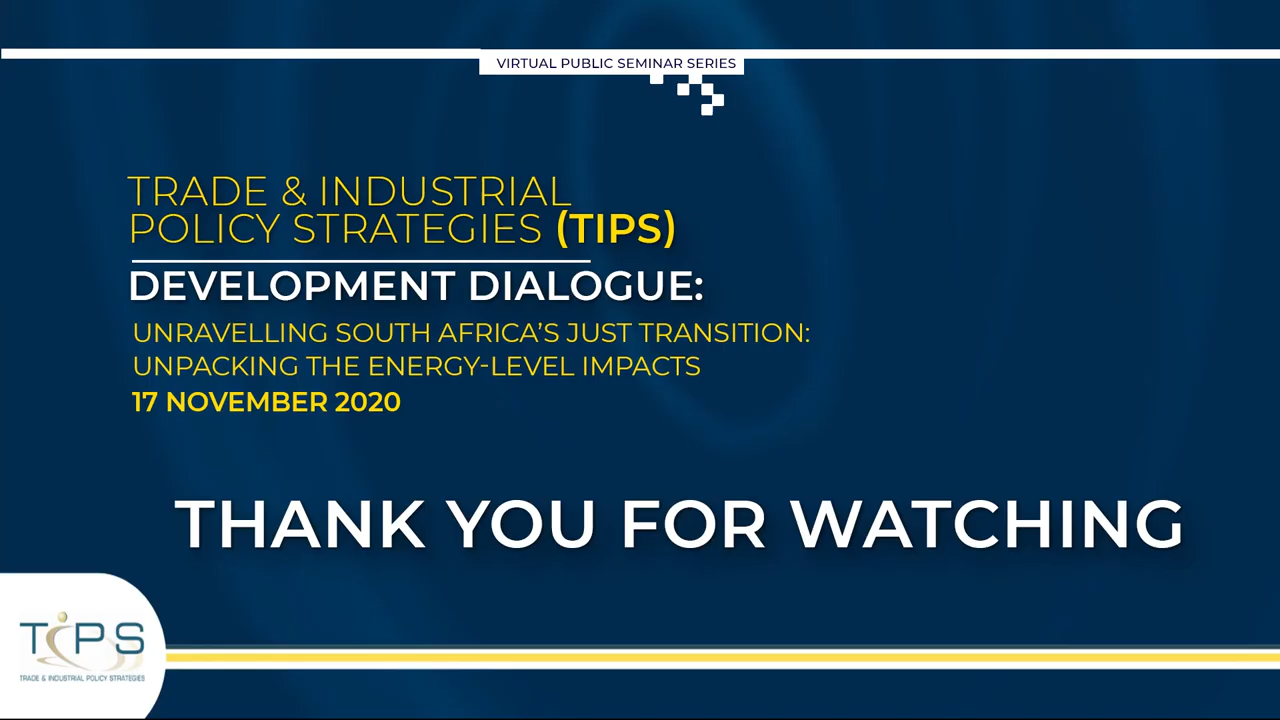 VIRTUAL PUBLIC SEMINAR SERIES
TRADE & INDUSTRIAL
POLICY STRATEGIES (TIPS)
DEVELOPMENT DIALOGUE:
UNRAVELLING SOUTH AFRICA'S JUST TRANSITION:
UNPACKING THE ENERGY-LEVEL IMPACTS
17 NOVEMBER 2020
THANK YOU FOR WATCHING
TiPS
TRADE & INDUSTRIAL POLICY STRATEGIES